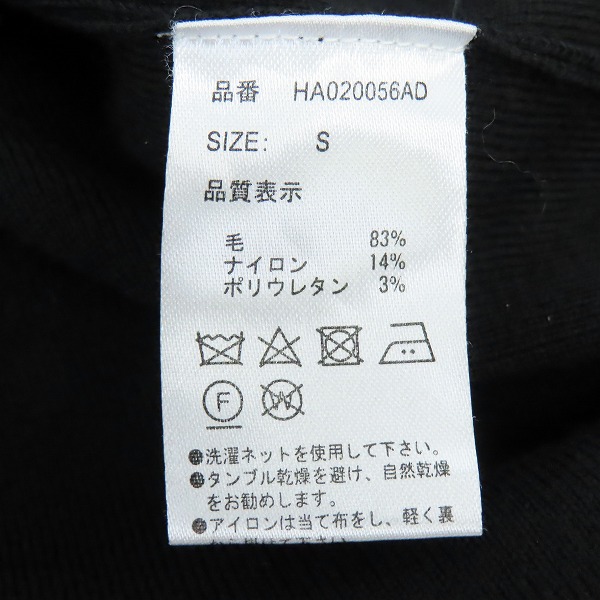 品番 HA020056AD
SIZE: S
品質表示
毛 83%
ナイロン 14%
ポリウレタン 3%
F W
●洗濯ネットを使用して下さい。
●タンブル乾燥を避け、自然乾燥
をお勧めします。
●アイロンは当て布をし、軽く裏